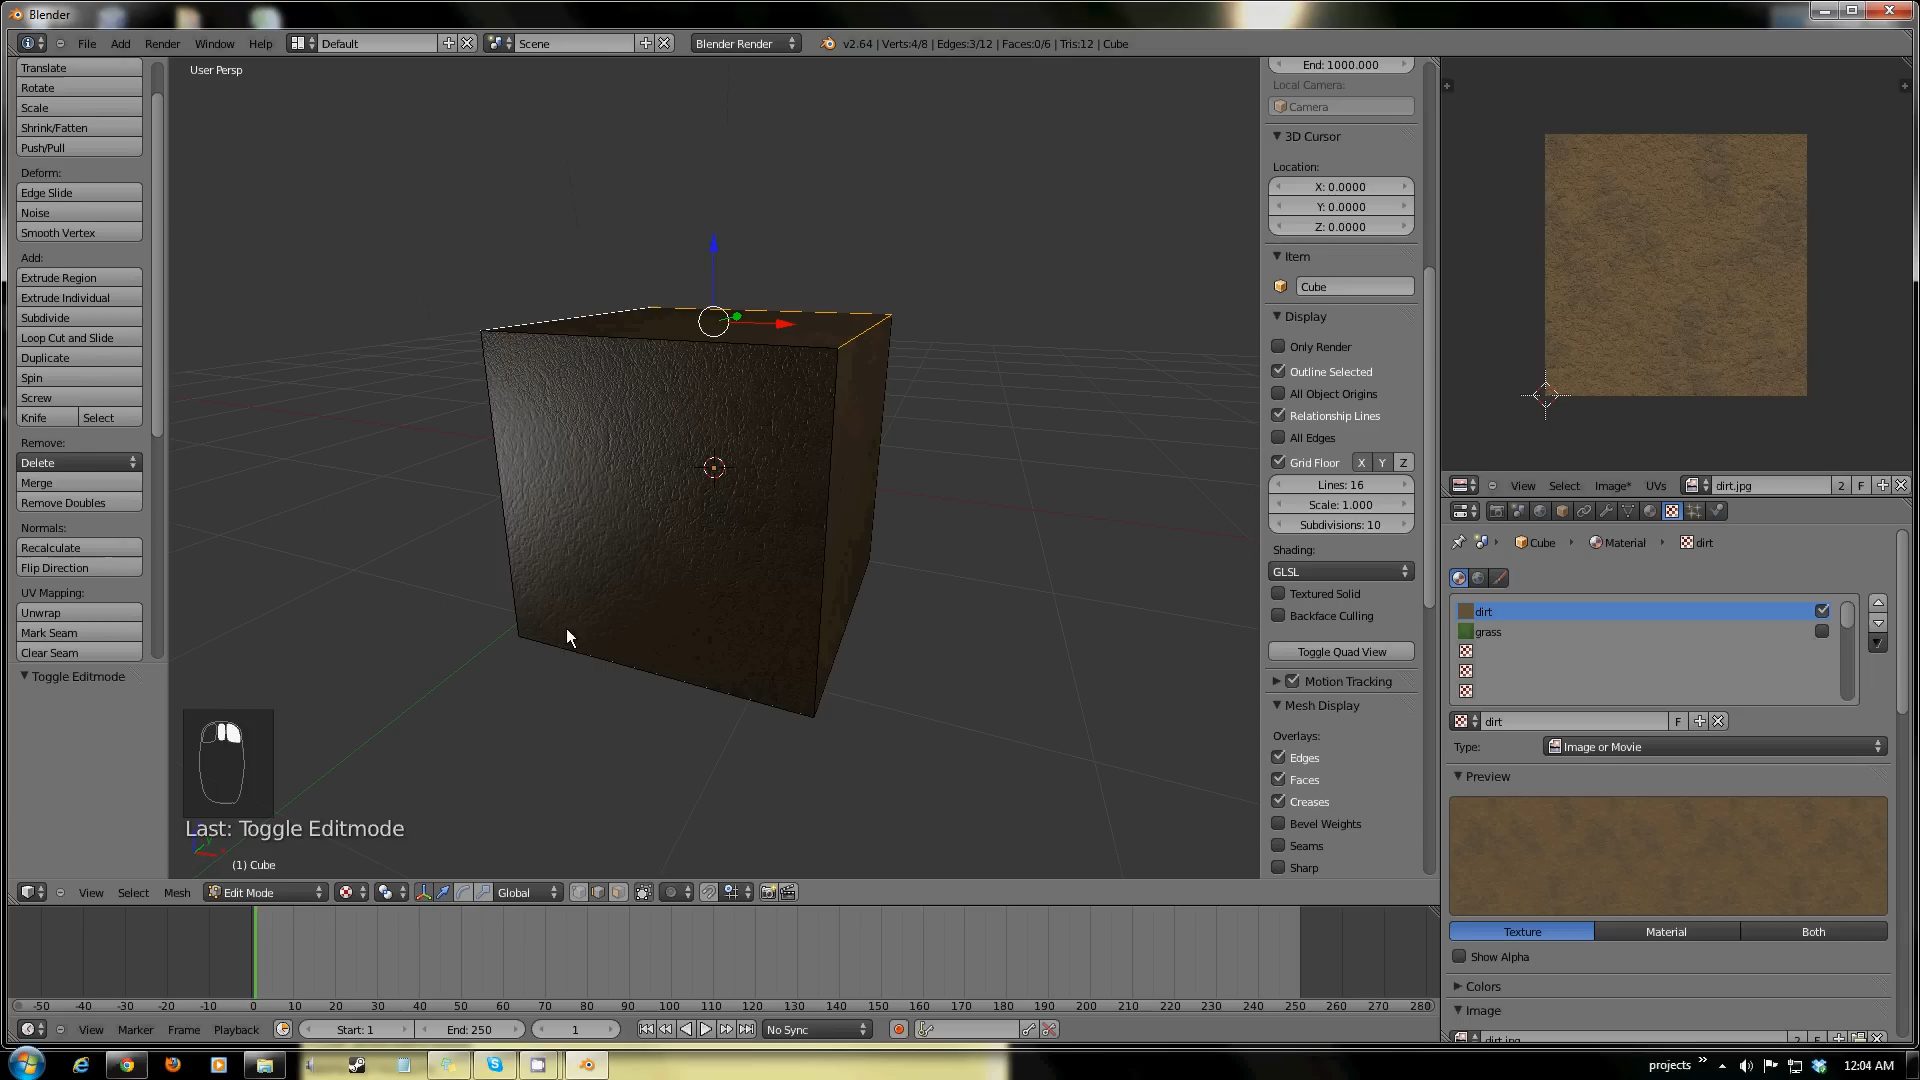 Blender
File Add Render Window Help Default Scene Blender Render v2.64 | Verts:4/8 | Edges:3/12 | Faces:0/6 | Tris:12 | Cube
Translate
Rotate
Scale
Shrink/Fatten
Push/Pull
Deform:
Edge Slide
Noise
Smooth Vertex
Add:
Extrude Region
Extrude Individual
Subdivide
Loop Cut and Slide
Duplicate
Spin
Screw
Knife Select
Remove:
Delete
Merge
Remove Doubles
Normals:
Recalculate
Flip Direction
UV Mapping:
Unwrap
Mark Seam
Clear Seam
Toggle Editmode
User Persp
Last: Toggle Editmode
(1) Cube
End: 1000.000
Local Camera:
Camera
3D Cursor
Location:
X: 0.0000
Y: 0.0000
Z: 0.0000
Item
Cube
Display
Only Render
Outline Selected
All Object Origins
Relationship Lines
All Edges
Grid Floor X Y Z
Lines: 16
Scale: 1.000
Subdivisions: 10
Shading:
GLSL
Textured Solid
Backface Culling
Toggle Quad View
Motion Tracking
Mesh Display
Overlays:
Edges
Faces
Creases
Bevel Weights
Seams
Sharp
View Select Image* UVs dirt.jpg 2 F
Cube Material dirt
dirt
grass
dirt F
Type: Image or Movie
Preview
Texture Material Both
Show Alpha
Colors
Image
dirt.jpg 2 F
View Select Mesh Edit Mode Global
-50 -40 -30 -20 -10 0 10 20 30 40 50 60 70 80 90 100 110 120 130 140 150 160 170 180 190 200 210 220 230 240 250 260 270 280
View Marker Frame Playback Start: 1 End: 250 1 No Sync
projects 12:04 AM